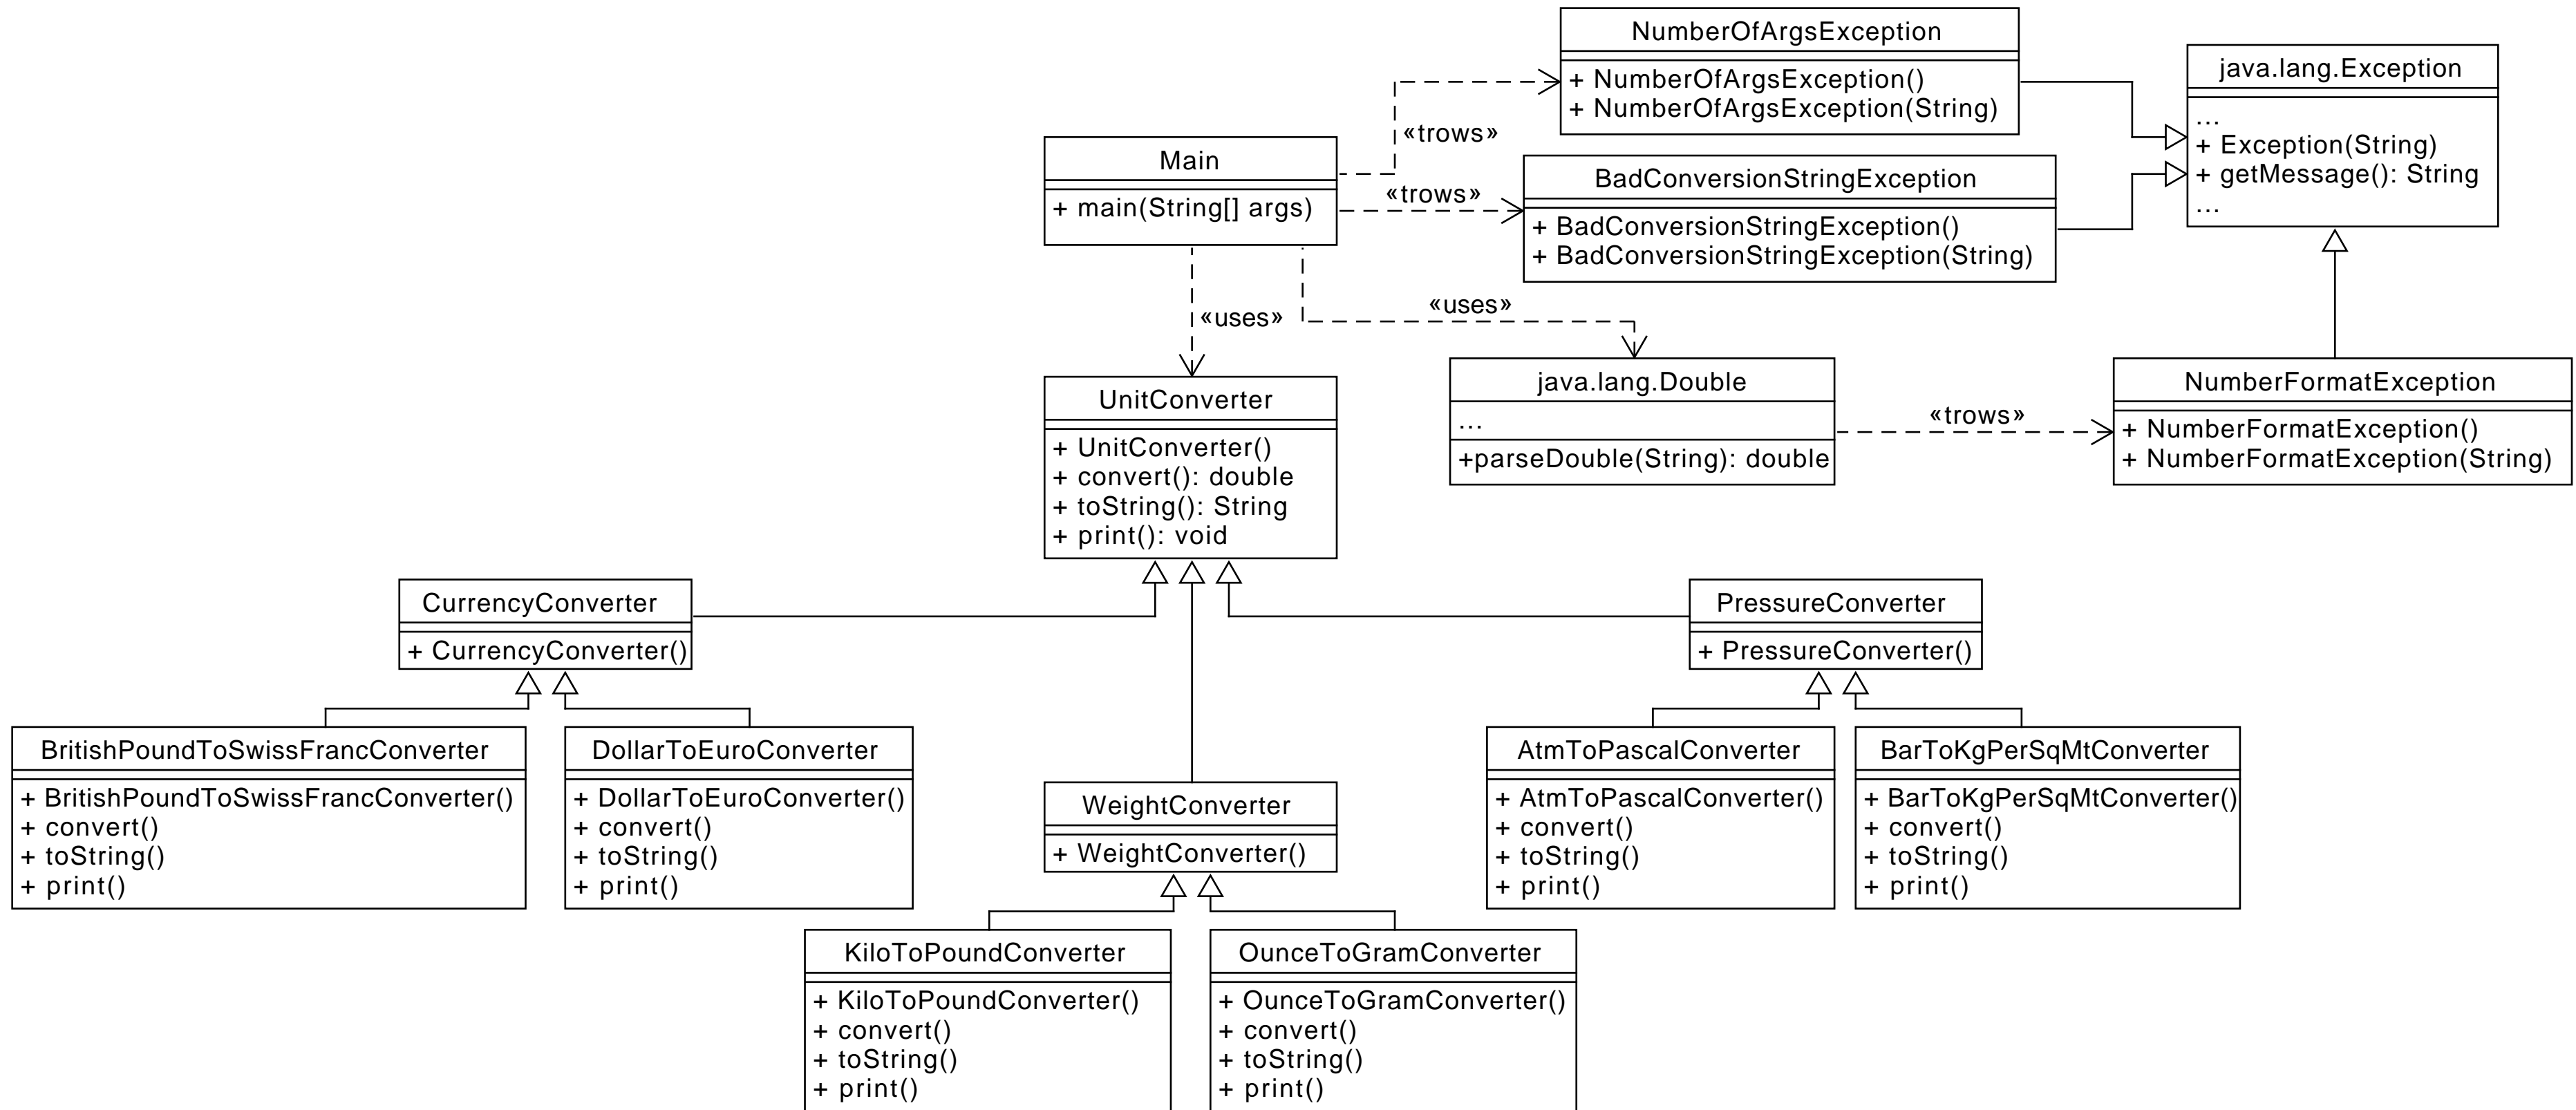 NumberOfArgsException
+ NumberOfArgsException()
+ NumberOfArgsException(String)
java.lang.Exception
...
+ Exception(String)
+ getMessage(): String
...
«trows»
Main
+ main(String[] args)
«trows»
BadConversionStringException
+ BadConversionStringException()
+ BadConversionStringException(String)
«uses»
«uses»
UnitConverter
+ UnitConverter()
+ convert(): double
+ toString(): String
+ print(): void
java.lang.Double
...
+parseDouble(String): double
«trows»
NumberFormatException
+ NumberFormatException()
+ NumberFormatException(String)
CurrencyConverter
+ CurrencyConverter()
PressureConverter
+ PressureConverter()
BritishPoundToSwissFrancConverter
+ BritishPoundToSwissFrancConverter()
+ convert()
+ toString()
+ print()
DollarToEuroConverter
+ DollarToEuroConverter()
+ convert()
+ toString()
+ print()
WeightConverter
+ WeightConverter()
AtmToPascalConverter
+ AtmToPascalConverter()
+ convert()
+ toString()
+ print()
BarToKgPerSqMtConverter
+ BarToKgPerSqMtConverter()
+ convert()
+ toString()
+ print()
KiloToPoundConverter
+ KiloToPoundConverter()
+ convert()
+ toString()
+ print()
OunceToGramConverter
+ OunceToGramConverter()
+ convert()
+ toString()
+ print()